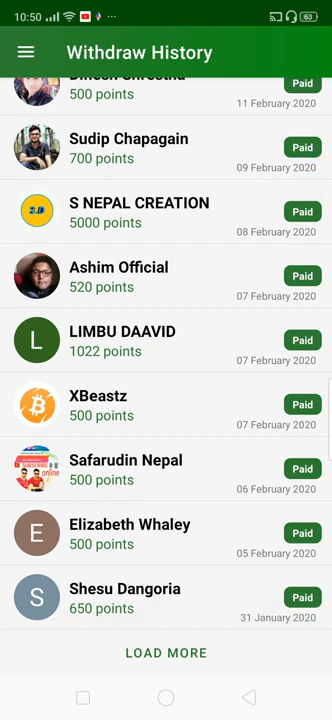 10:50
63
Withdraw History
500 points
Paid
11 February 2020
Sudip Chapagain
700 points
Paid
09 February 2020
S NEPAL CREATION
5000 points
Paid
08 February 2020
Ashim Official
520 points
Paid
07 February 2020
L
LIMBU DAAVID
1022 points
Paid
07 February 2020
XBeastz
500 points
Paid
07 February 2020
SUBSCRIBE
online
Safarudin Nepal
500 points
Paid
06 February 2020
E
Elizabeth Whaley
500 points
Paid
05 February 2020
S
Shesu Dangoria
650 points
Paid
31 January 2020
LOAD MORE